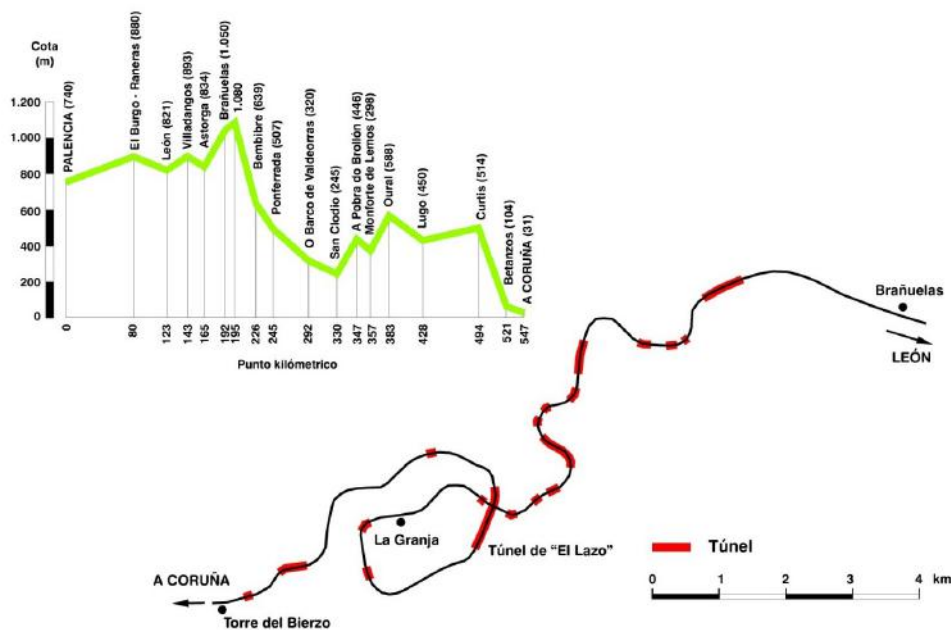 Cota
(m)
1.200
1.000
800
600
400
200
0
PALENCIA (740)
El Burgo - Raneras (880)
León (821)
Villadangos (893)
Astorga (834)
Brañuelas (1.050)
1.080
Bembibre (639)
Ponferrada (507)
O Barco de Valdeorras (320)
San Clodio (245)
A Pobra do Brollón (446)
Monforte de Lemos (298)
Oural (588)
Lugo (450)
Curtis (514)
Betanzos (104)
A CORUÑA (31)
0
80
123
143
165
192
195
226
245
292
330
347
357
383
428
494
521
547
Punto kilómetrico
Brañuelas
LEÓN
La Granja
Túnel de “El Lazo”
A CORUÑA
Torre del Bierzo
Túnel
0 1 2 3 4 km